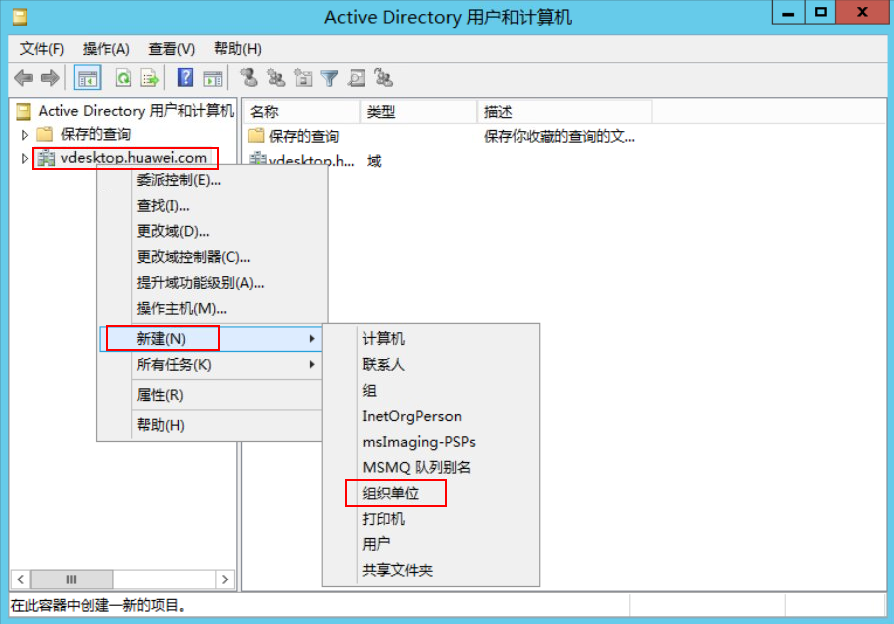 Active Directory 用户和计算机
文件(F) 操作(A) 查看(V) 帮助(H)
Active Directory 用户和计算机
保存的查询
vdesktop.huawei.com
名称 类型 描述
保存的查询 保存你收藏的查询的文...
vdesktop.h... 域
委派控制(E)...
查找(I)...
更改域(D)...
更改域控制器(C)...
提升域功能级别(A)...
操作主机(M)...
新建(N)
所有任务(K)
属性(R)
帮助(H)
计算机
联系人
组
InetOrgPerson
msImaging-PSPs
MSMQ 队列别名
组织单位
打印机
用户
共享文件夹
在此容器中创建一新的项目。